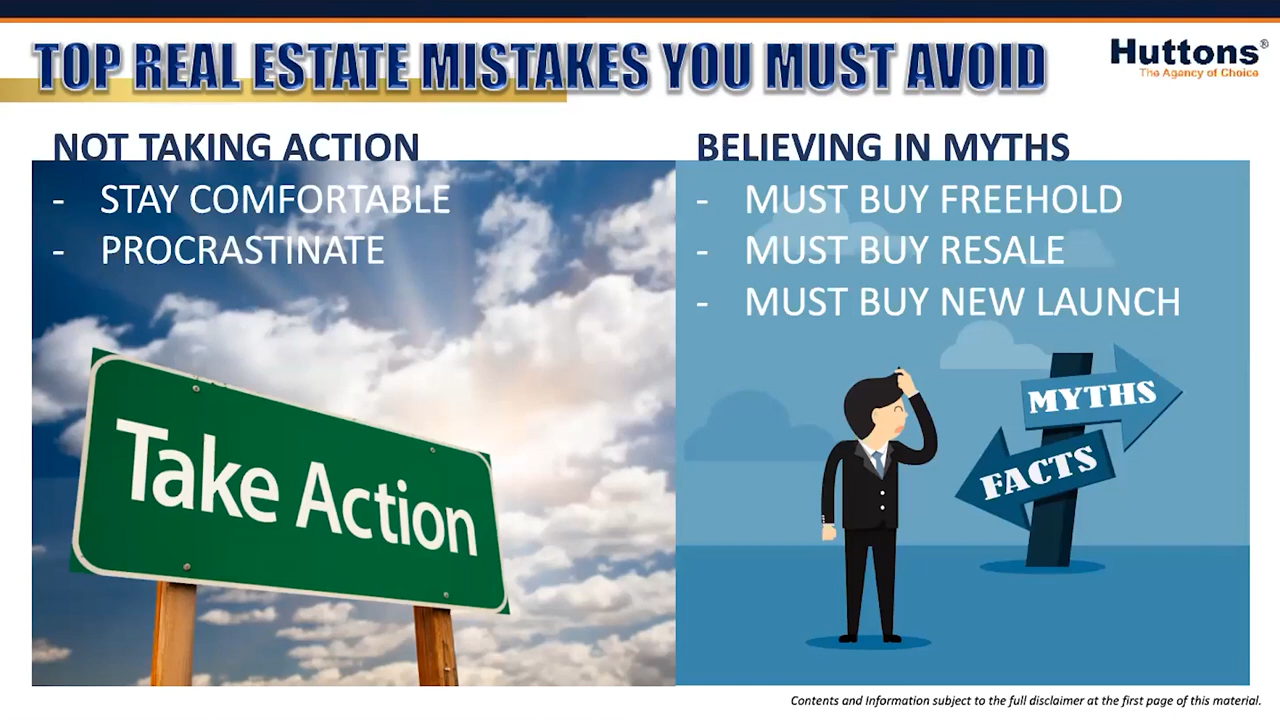 TOP REAL ESTATE MISTAKES YOU MUST AVOID
Huttons®
The Agency of Choice
NOT TAKING ACTION
- STAY COMFORTABLE
- PROCRASTINATE
Take Action
BELIEVING IN MYTHS
- MUST BUY FREEHOLD
- MUST BUY RESALE
- MUST BUY NEW LAUNCH
MYTHS
FACTS
Contents and Information subject to the full disclaimer at the first page of this material.